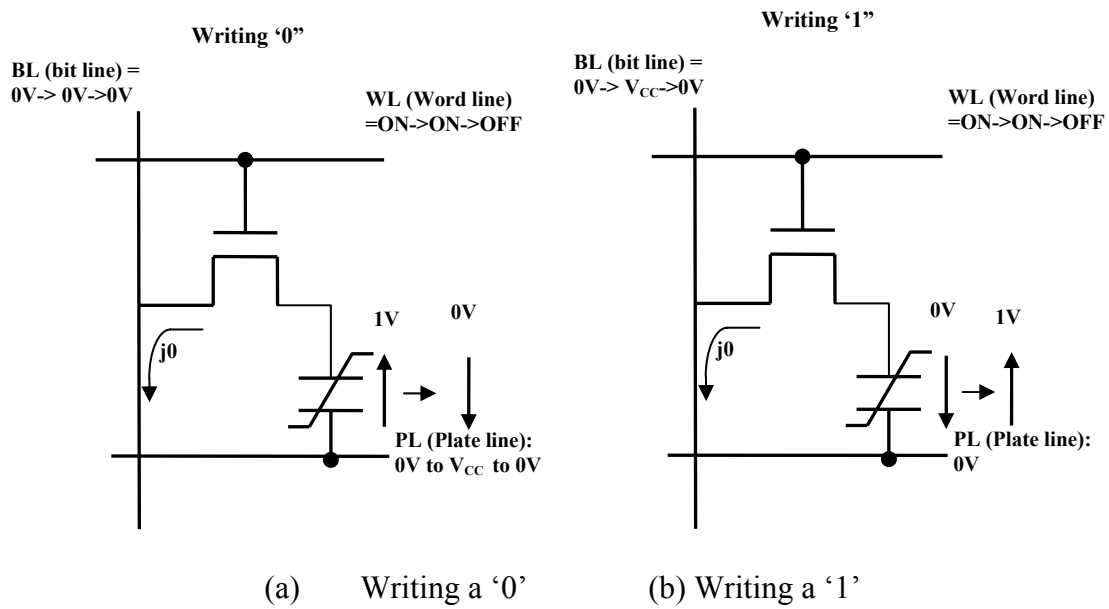 Writing ‘0”
BL (bit line) =
0V-> 0V->0V
WL (Word line)
=ON->ON->OFF
1V
0V
j0
PL (Plate line):
0V to VCC to 0V
Writing ‘1”
BL (bit line) =
0V-> VCC->0V
WL (Word line)
=ON->ON->OFF
0V
1V
j0
PL (Plate line):
0V
(a) Writing a ‘0’
(b) Writing a ‘1’